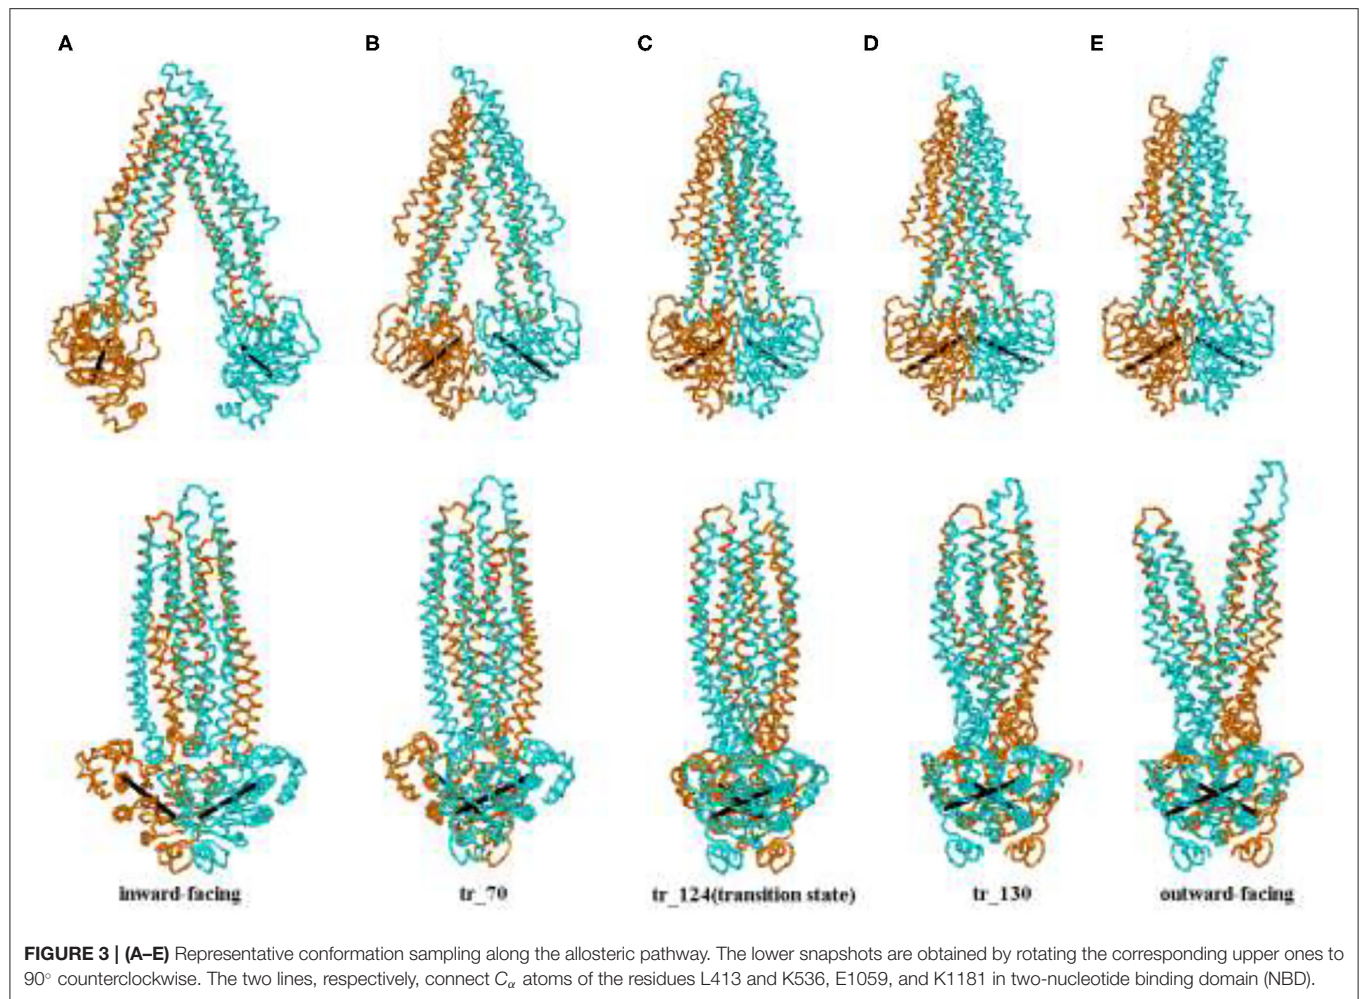 A B C D E
inward-facing tr_70 tr_124(transition state) tr_130 outward-facing
FIGURE 3 | (A–E) Representative conformation sampling along the allosteric pathway. The lower snapshots are obtained by rotating the corresponding upper ones to
90° counterclockwise. The two lines, respectively, connect Cα atoms of the residues L413 and K536, E1059, and K1181 in two-nucleotide binding domain (NBD).